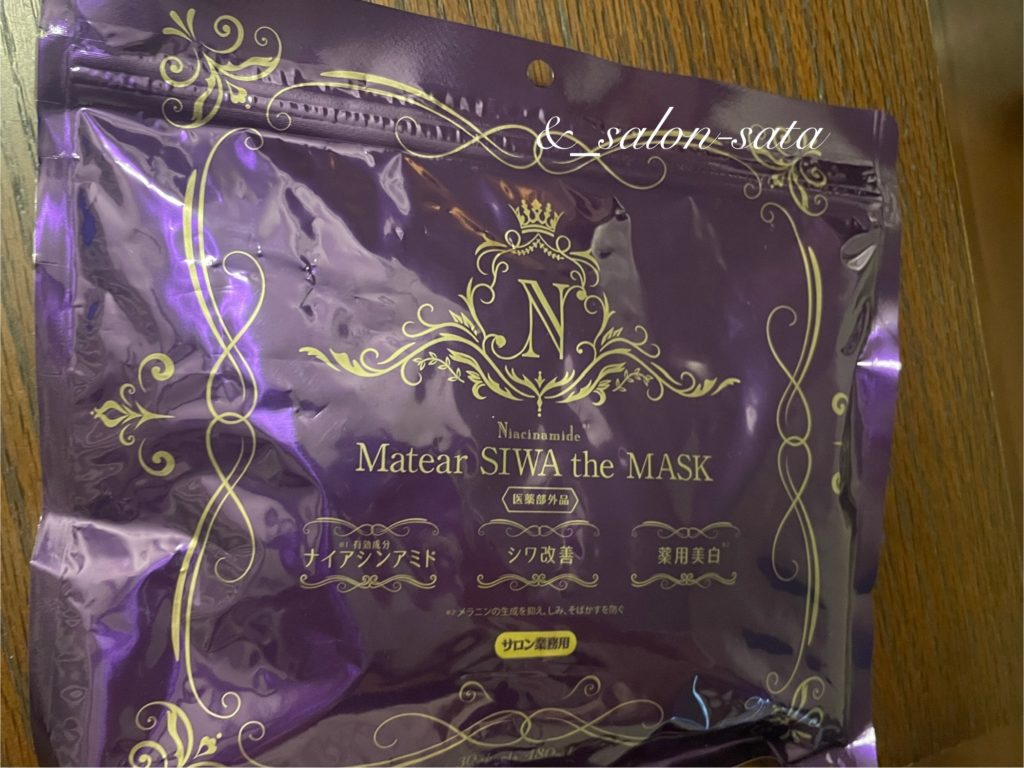 &_salon-sata
N
Niacinamide
Matear SIWA the MASK
医薬部外品
※1 有効成分
ナイアシンアミド
シワ改善
薬用美白※2
※2 メラニンの生成を抑え、しみ、そばかすを防ぐ
サロン業務用